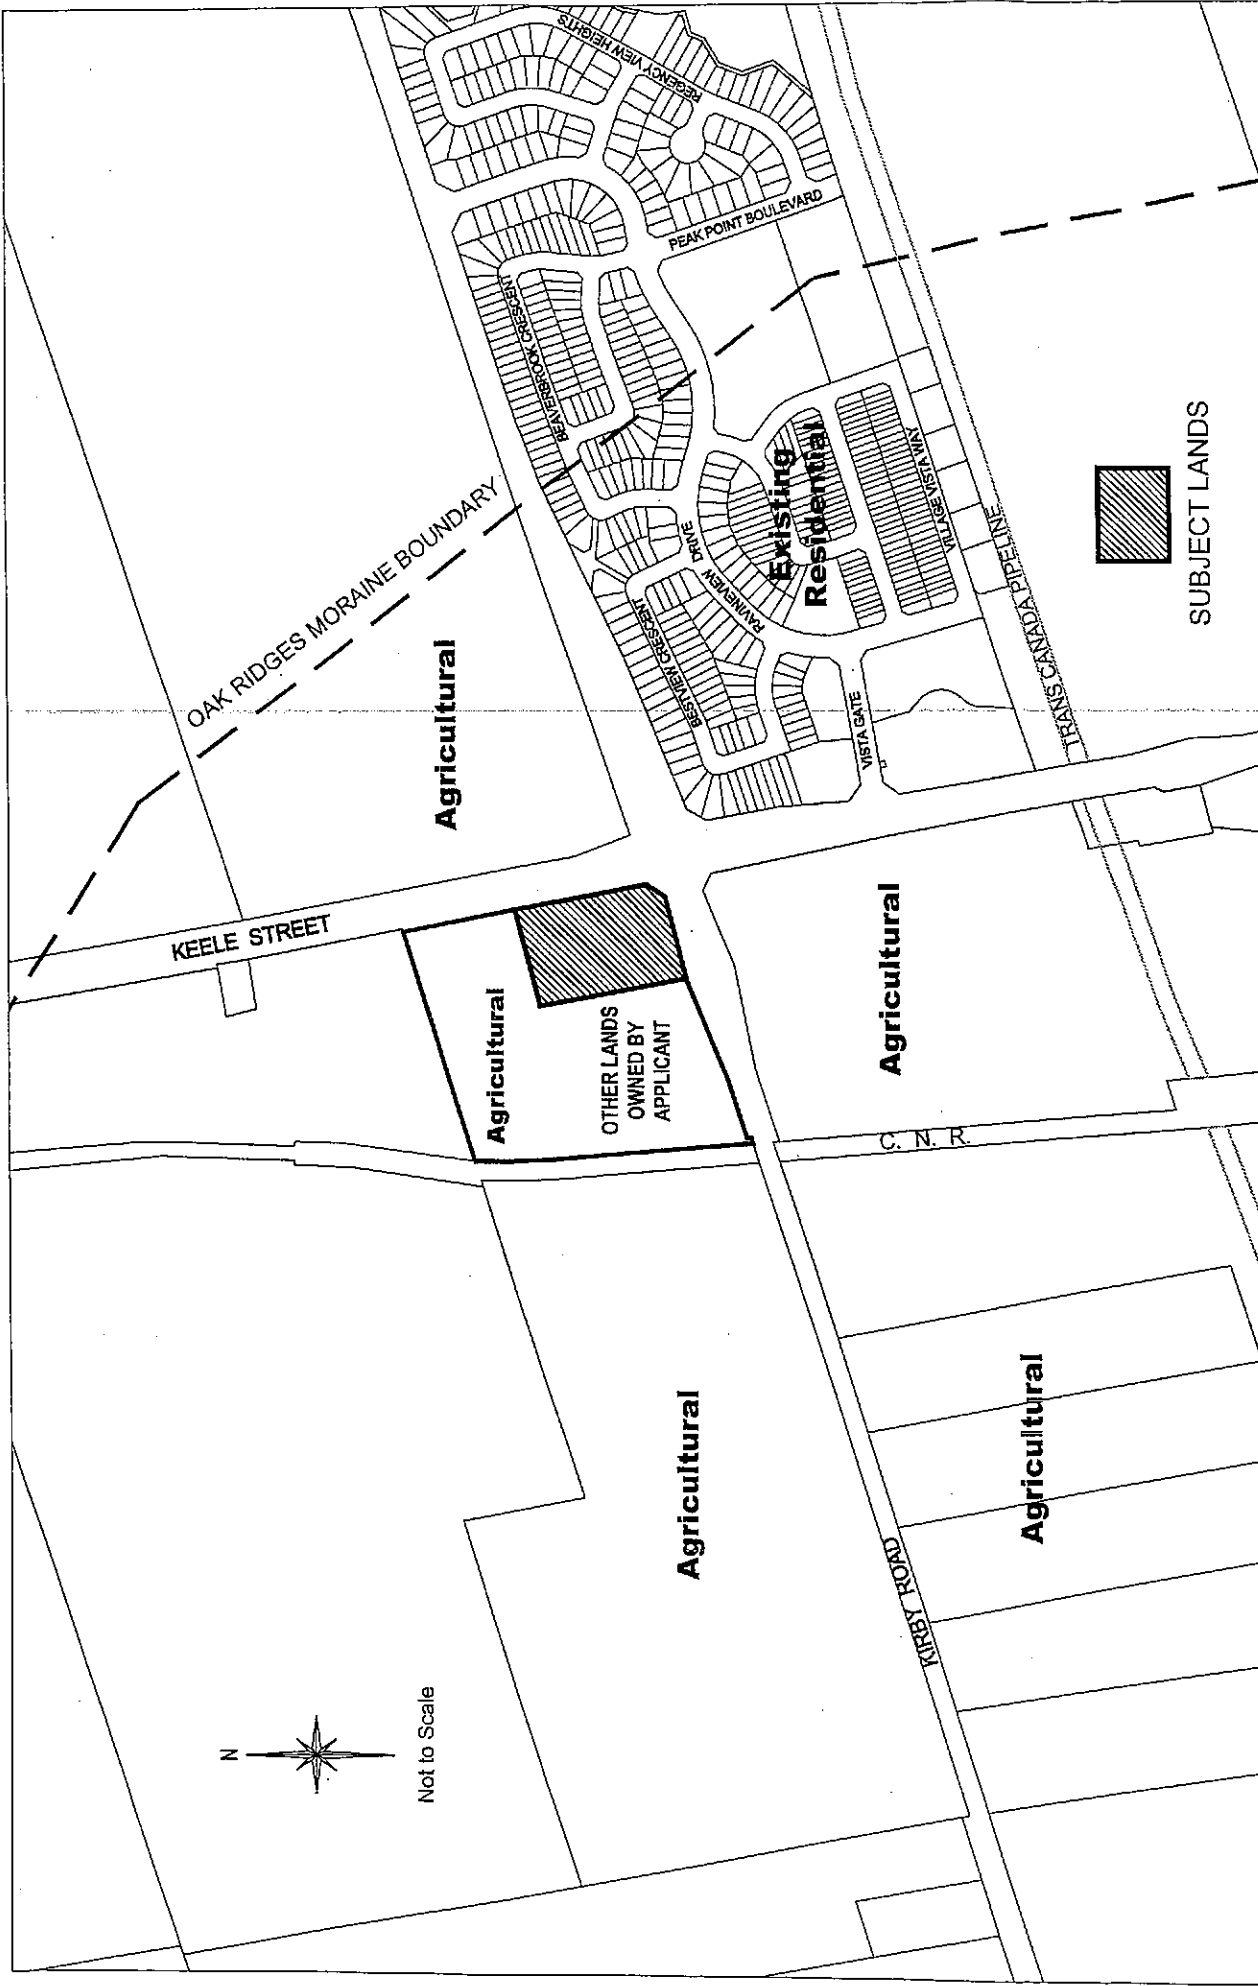 N
Not to Scale
KEELE STREET
OAK RIDGES MORAINE BOUNDARY
Agricultural
Agricultural
OTHER LANDS
OWNED BY
APPLICANT
Agricultural
C. N. R.
Agricultural
KIRBY ROAD
Agricultural
REGENCY VIEW HEIGHTS
PEAK POINT BOULEVARD
BEAVERBROOK CRESCENT
BESTVIEW CRESCENT
RAVINEVIEW DRIVE
Existing
Residential
VILLAGE VISTA WAY
VISTA GATE
TRANS CANADA PIPELINE
SUBJECT LANDS